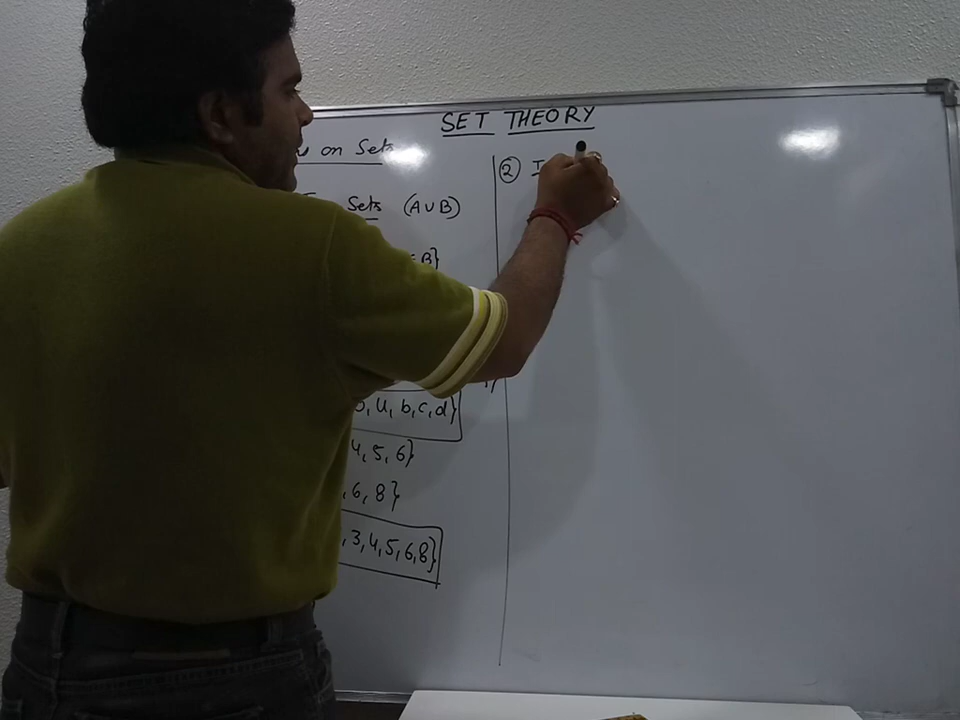 SET THEORY
on Sets
Sets (A∪B)
∈B}
U, b, c, d}
4, 5, 6}
, 6, 8}
, 3, 4, 5, 6, 8}
② I